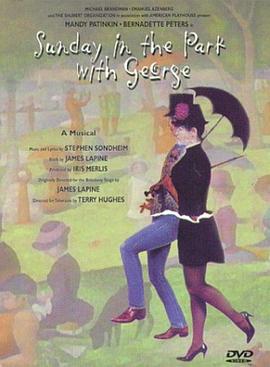 MICHAEL BRANDMAN · EMANUEL AZENBERG
AND THE SHUBERT ORGANIZATION IN ASSOCIATION WITH AMERICAN PLAYHOUSE present
MANDY PATINKIN · BERNADETTE PETERS in
Sunday in the Park
with George
A Musical
Music and Lyrics by STEPHEN SONDHEIM
Book by JAMES LAPINE
Produced by IRIS MERLIS
Originally Directed for the Broadway Stage by
JAMES LAPINE
Directed for Television by TERRY HUGHES
DVD
VIDEO